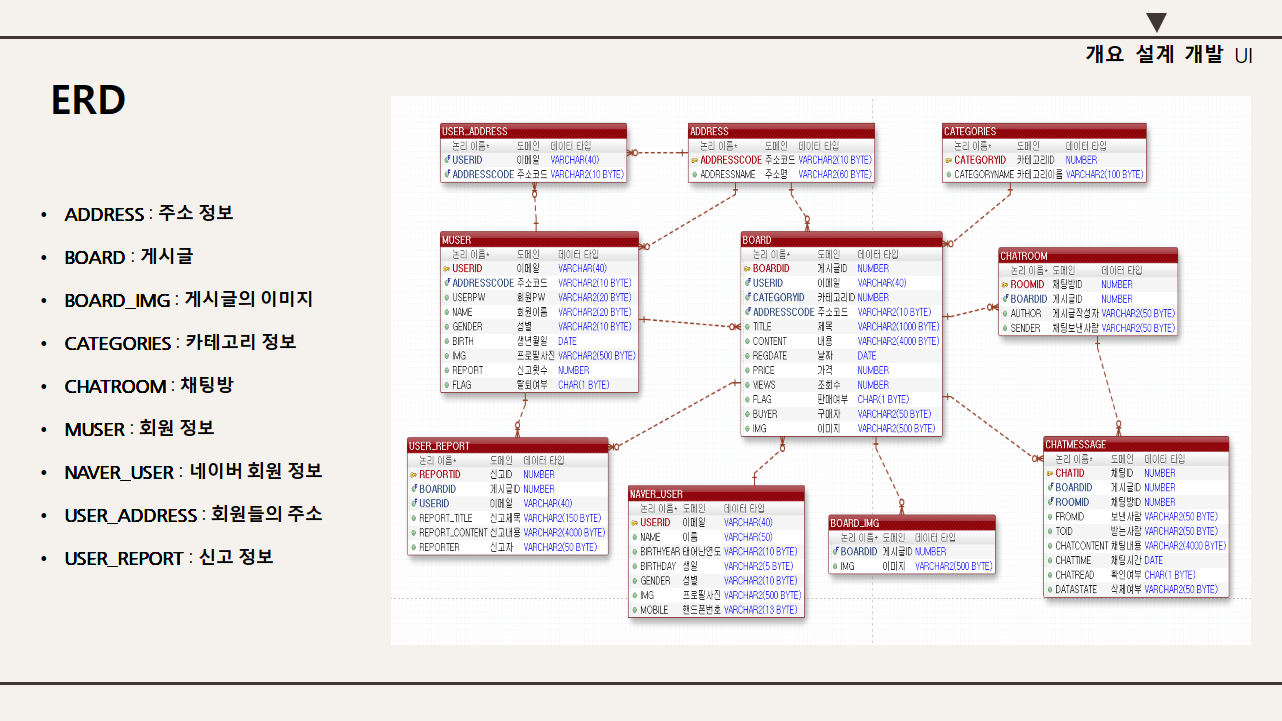 개요 설계 개발 UI
ERD
• ADDRESS : 주소 정보
• BOARD : 게시글
• BOARD_IMG : 게시글의 이미지
• CATEGORIES : 카테고리 정보
• CHATROOM : 채팅방
• MUSER : 회원 정보
• NAVER_USER : 네이버 회원 정보
• USER_ADDRESS : 회원들의 주소
• USER_REPORT : 신고 정보
USER_ADDRESS
논리 이름 도메인 데이터 타입
USERID 이메일 VARCHAR(40)
ADDRESSCODE 주소코드 VARCHAR2(10 BYTE)
ADDRESS
논리 이름 도메인 데이터 타입
ADDRESSCODE 주소코드 VARCHAR2(10 BYTE)
ADDRESSNAME 주소명 VARCHAR2(60 BYTE)
CATEGORIES
논리 이름 도메인 데이터 타입
CATEGORYID 카테고리ID NUMBER
CATEGORYNAME 카테고리이름 VARCHAR2(100 BYTE)
MUSER
논리 이름 도메인 데이터 타입
USERID 이메일 VARCHAR(40)
ADDRESSCODE 주소코드 VARCHAR2(10 BYTE)
USERPW 회원PW VARCHAR2(20 BYTE)
NAME 회원이름 VARCHAR2(20 BYTE)
GENDER 성별 VARCHAR2(10 BYTE)
BIRTH 생년월일 DATE
IMG 프로필사진 VARCHAR2(500 BYTE)
REPORT 신고횟수 NUMBER
FLAG 탈퇴여부 CHAR(1 BYTE)
BOARD
논리 이름 도메인 데이터 타입
BOARDID 게시글ID NUMBER
USERID 이메일 VARCHAR(40)
CATEGORYID 카테고리ID NUMBER
ADDRESSCODE 주소코드 VARCHAR2(10 BYTE)
TITLE 제목 VARCHAR2(1000 BYTE)
CONTENT 내용 VARCHAR2(4000 BYTE)
REGDATE 날짜 DATE
PRICE 가격 NUMBER
VIEWS 조회수 NUMBER
FLAG 판매여부 CHAR(1 BYTE)
BUYER 구매자 VARCHAR2(50 BYTE)
IMG 이미지 VARCHAR2(500 BYTE)
CHATROOM
논리 이름 도메인 데이터 타입
ROOMID 채팅방ID NUMBER
BOARDID 게시글ID NUMBER
AUTHOR 게시글작성자 VARCHAR2(50 BYTE)
SENDER 채팅보낸사람 VARCHAR2(50 BYTE)
USER_REPORT
논리 이름 도메인 데이터 타입
REPORTID 신고ID NUMBER
BOARDID 게시글ID NUMBER
USERID 이메일 VARCHAR(40)
REPORT_TITLE 신고제목 VARCHAR2(150 BYTE)
REPORT_CONTENT 신고내용 VARCHAR2(4000 BYTE)
REPORTER 신고자 VARCHAR2(50 BYTE)
NAVER_USER
논리 이름 도메인 데이터 타입
USERID 이메일 VARCHAR(40)
NAME 이름 VARCHAR(50)
BIRTHYEAR 태어난연도 VARCHAR2(10 BYTE)
BIRTHDAY 생일 VARCHAR2(5 BYTE)
GENDER 성별 VARCHAR2(10 BYTE)
IMG 프로필사진 VARCHAR2(500 BYTE)
MOBILE 핸드폰번호 VARCHAR2(13 BYTE)
BOARD_IMG
논리 이름 도메인 데이터 타입
BOARDID 게시글ID NUMBER
IMG 이미지 VARCHAR2(500 BYTE)
CHATMESSAGE
논리 이름 도메인 데이터 타입
CHATID 채팅ID NUMBER
BOARDID 게시글ID NUMBER
ROOMID 채팅방ID NUMBER
FROMID 보낸사람 VARCHAR2(50 BYTE)
TOID 받는사람 VARCHAR2(50 BYTE)
CHATCONTENT 채팅내용 VARCHAR2(4000 BYTE)
CHATTIME 채팅시간 DATE
CHATREAD 확인여부 CHAR(1 BYTE)
DATASTATE 삭제여부 VARCHAR2(50 BYTE)